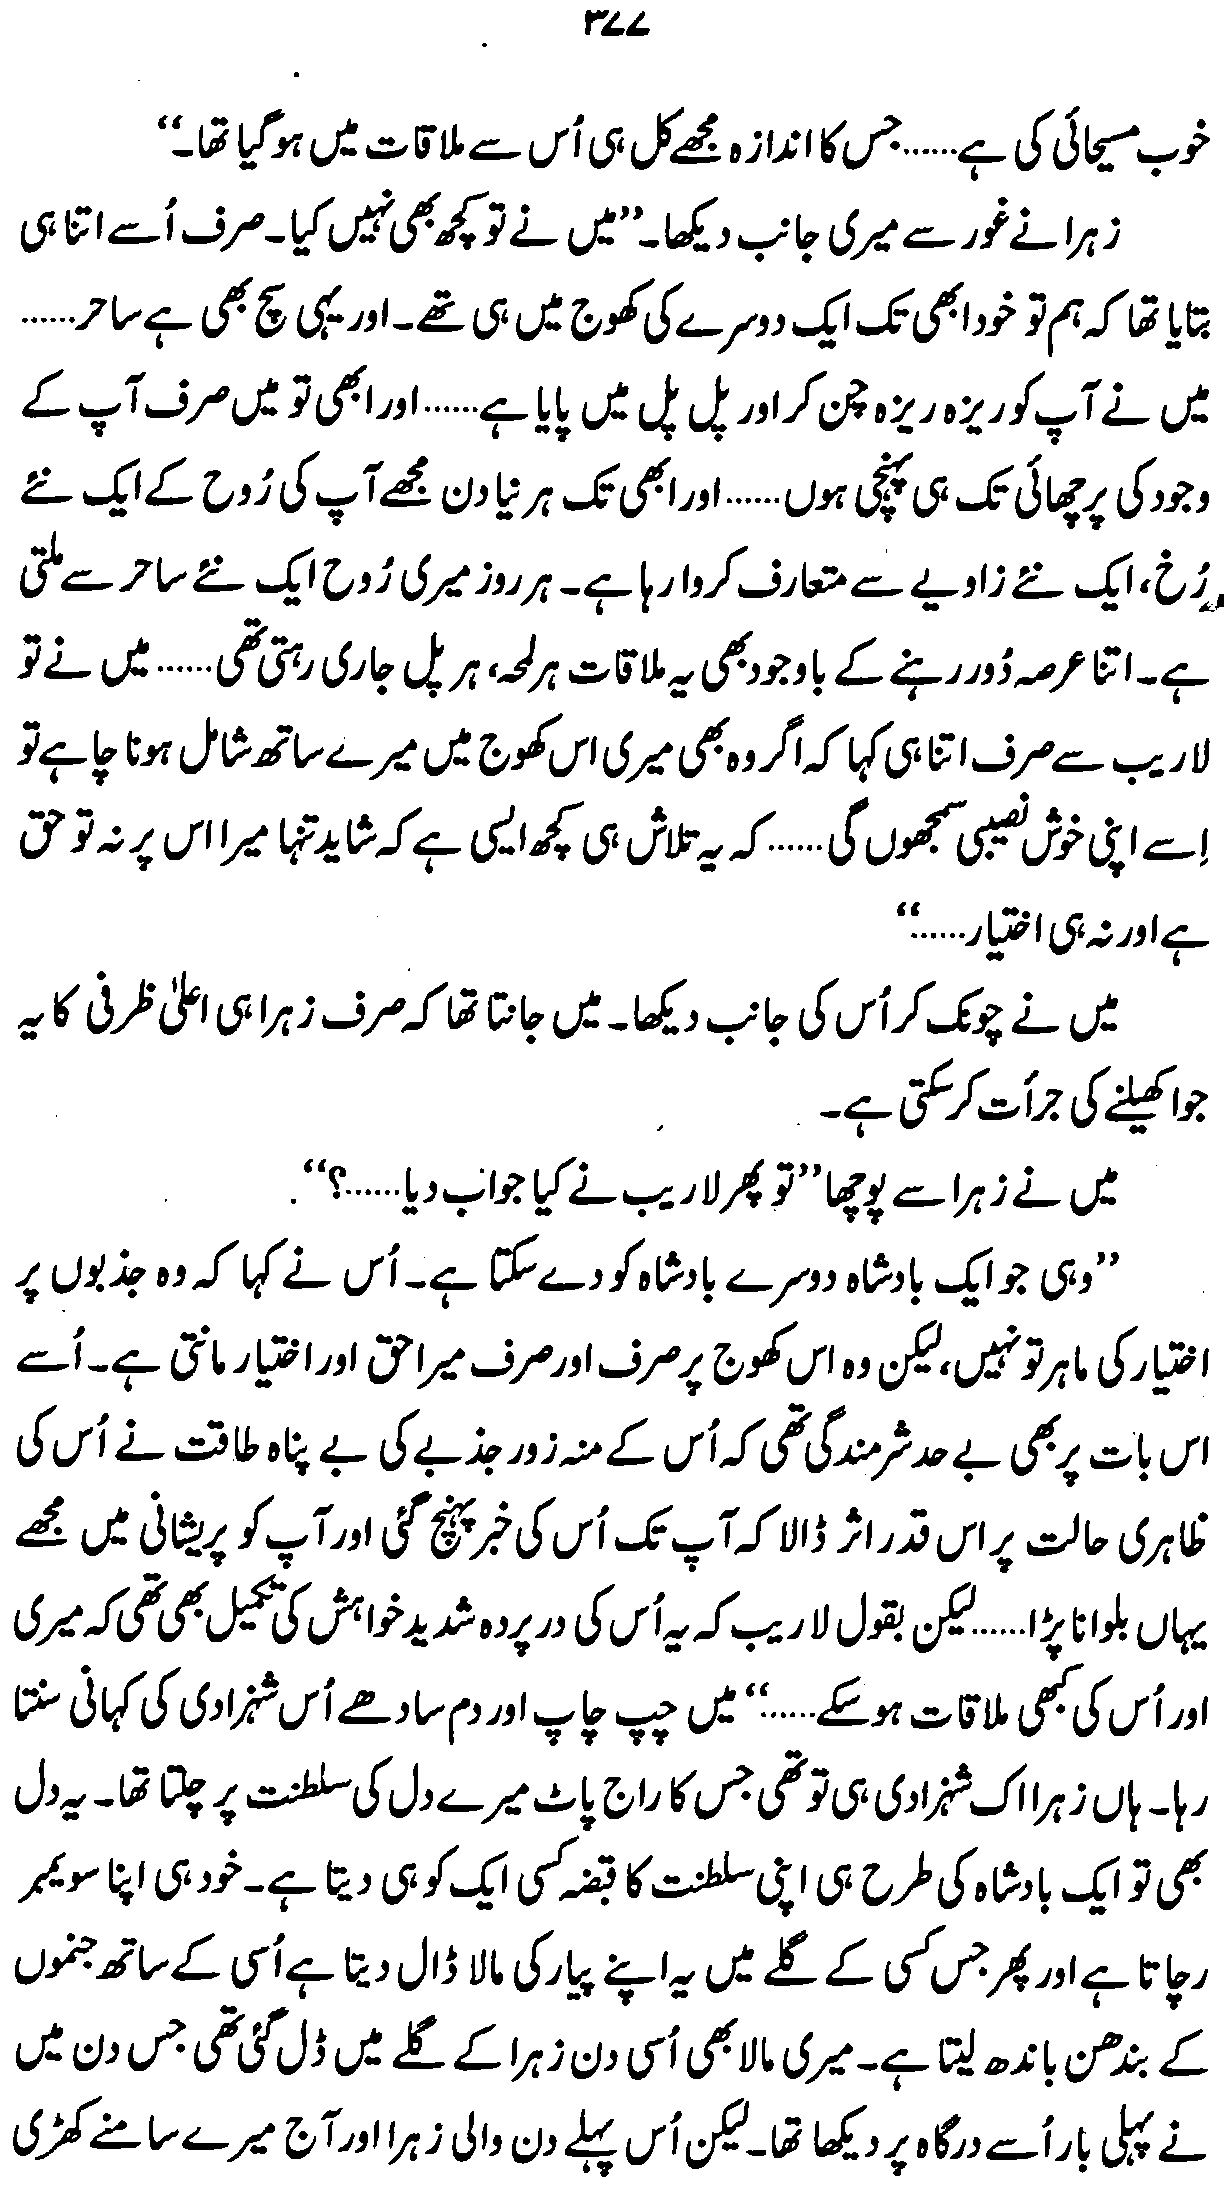 ۳۷۷
خوب مسیحائی کی ہے...... جس کا اندازہ مجھے کل ہی اُس سے ملاقات میں ہو گیا تھا۔“
زہرا نے غور سے میری جانب دیکھا۔ ”میں نے تو کچھ بھی نہیں کیا۔ صرف اُسے اتنا ہی
بتایا تھا کہ ہم تو خود ابھی تک ایک دوسرے کی کھوج میں ہی تھے۔ اور یہی سچ بھی ہے ساحر......
میں نے آپ کو ریزہ ریزہ چن کر اور پل پل میں پایا ہے...... اور ابھی تو میں صرف آپ کے
وجود کی پرچھائی تک ہی پہنچی ہوں...... اور ابھی تک ہر نیا دن مجھے آپ کی رُوح کے ایک نئے
رُخ، ایک نئے زاویے سے متعارف کروا رہا ہے۔ ہر روز میری رُوح ایک نئے ساحر سے ملتی
ہے۔ اتنا عرصہ دُور رہنے کے باوجود بھی یہ ملاقات ہر لمحہ، ہر پل جاری رہتی تھی...... میں نے تو
لاریب سے صرف اتنا ہی کہا کہ اگر وہ بھی میری اس کھوج میں میرے ساتھ شامل ہونا چاہے تو
اِسے اپنی خوش نصیبی سمجھوں گی...... کہ یہ تلاش ہی کچھ ایسی ہے کہ شاید تنہا میرا اس پر نہ تو حق
ہے اور نہ ہی اختیار......“
میں نے چونک کر اُس کی جانب دیکھا۔ میں جانتا تھا کہ صرف زہرا ہی اعلیٰ ظرفی کا یہ
جوا کھیلنے کی جرأت کر سکتی ہے۔
میں نے زہرا سے پوچھا ”تو پھر لاریب نے کیا جواب دیا......؟“
”وہی جو ایک بادشاہ دوسرے بادشاہ کو دے سکتا ہے۔ اُس نے کہا کہ وہ جذبوں پر
اختیار کی ماہر تو نہیں، لیکن وہ اس کھوج پر صرف اور صرف میرا حق اور اختیار مانتی ہے۔ اُسے
اس بات پر بھی بے حد شرمندگی تھی کہ اُس کے منہ زور جذبے کی بے پناہ طاقت نے اُس کی
ظاہری حالت پر اس قدر اثر ڈالا کہ آپ تک اُس کی خبر پہنچ گئی اور آپ کو پریشانی میں مجھے
یہاں بلوانا پڑا...... لیکن بقول لاریب کہ یہ اُس کی درپردہ شدید خواہش کی تکمیل بھی تھی کہ میری
اور اُس کی کبھی ملاقات ہو سکے......“ میں چپ چاپ اور دم سادھے اُس شہزادی کی کہانی سنتا
رہا۔ ہاں زہرا اک شہزادی ہی تو تھی جس کا راج پاٹ میرے دل کی سلطنت پر چلتا تھا۔ یہ دل
بھی تو ایک بادشاہ کی طرح ہی اپنی سلطنت کا قبضہ کسی ایک کو ہی دیتا ہے۔ خود ہی اپنا سویمبر
رچاتا ہے اور پھر جس کسی کے گلے میں یہ اپنے پیار کی مالا ڈال دیتا ہے اُسی کے ساتھ جنموں
کے بندھن باندھ لیتا ہے۔ میری مالا بھی اُسی دن زہرا کے گلے میں ڈل گئی تھی جس دن میں
نے پہلی بار اُسے درگاہ پر دیکھا تھا۔ لیکن اُس پہلے دن والی زہرا اور آج میرے سامنے کھڑی